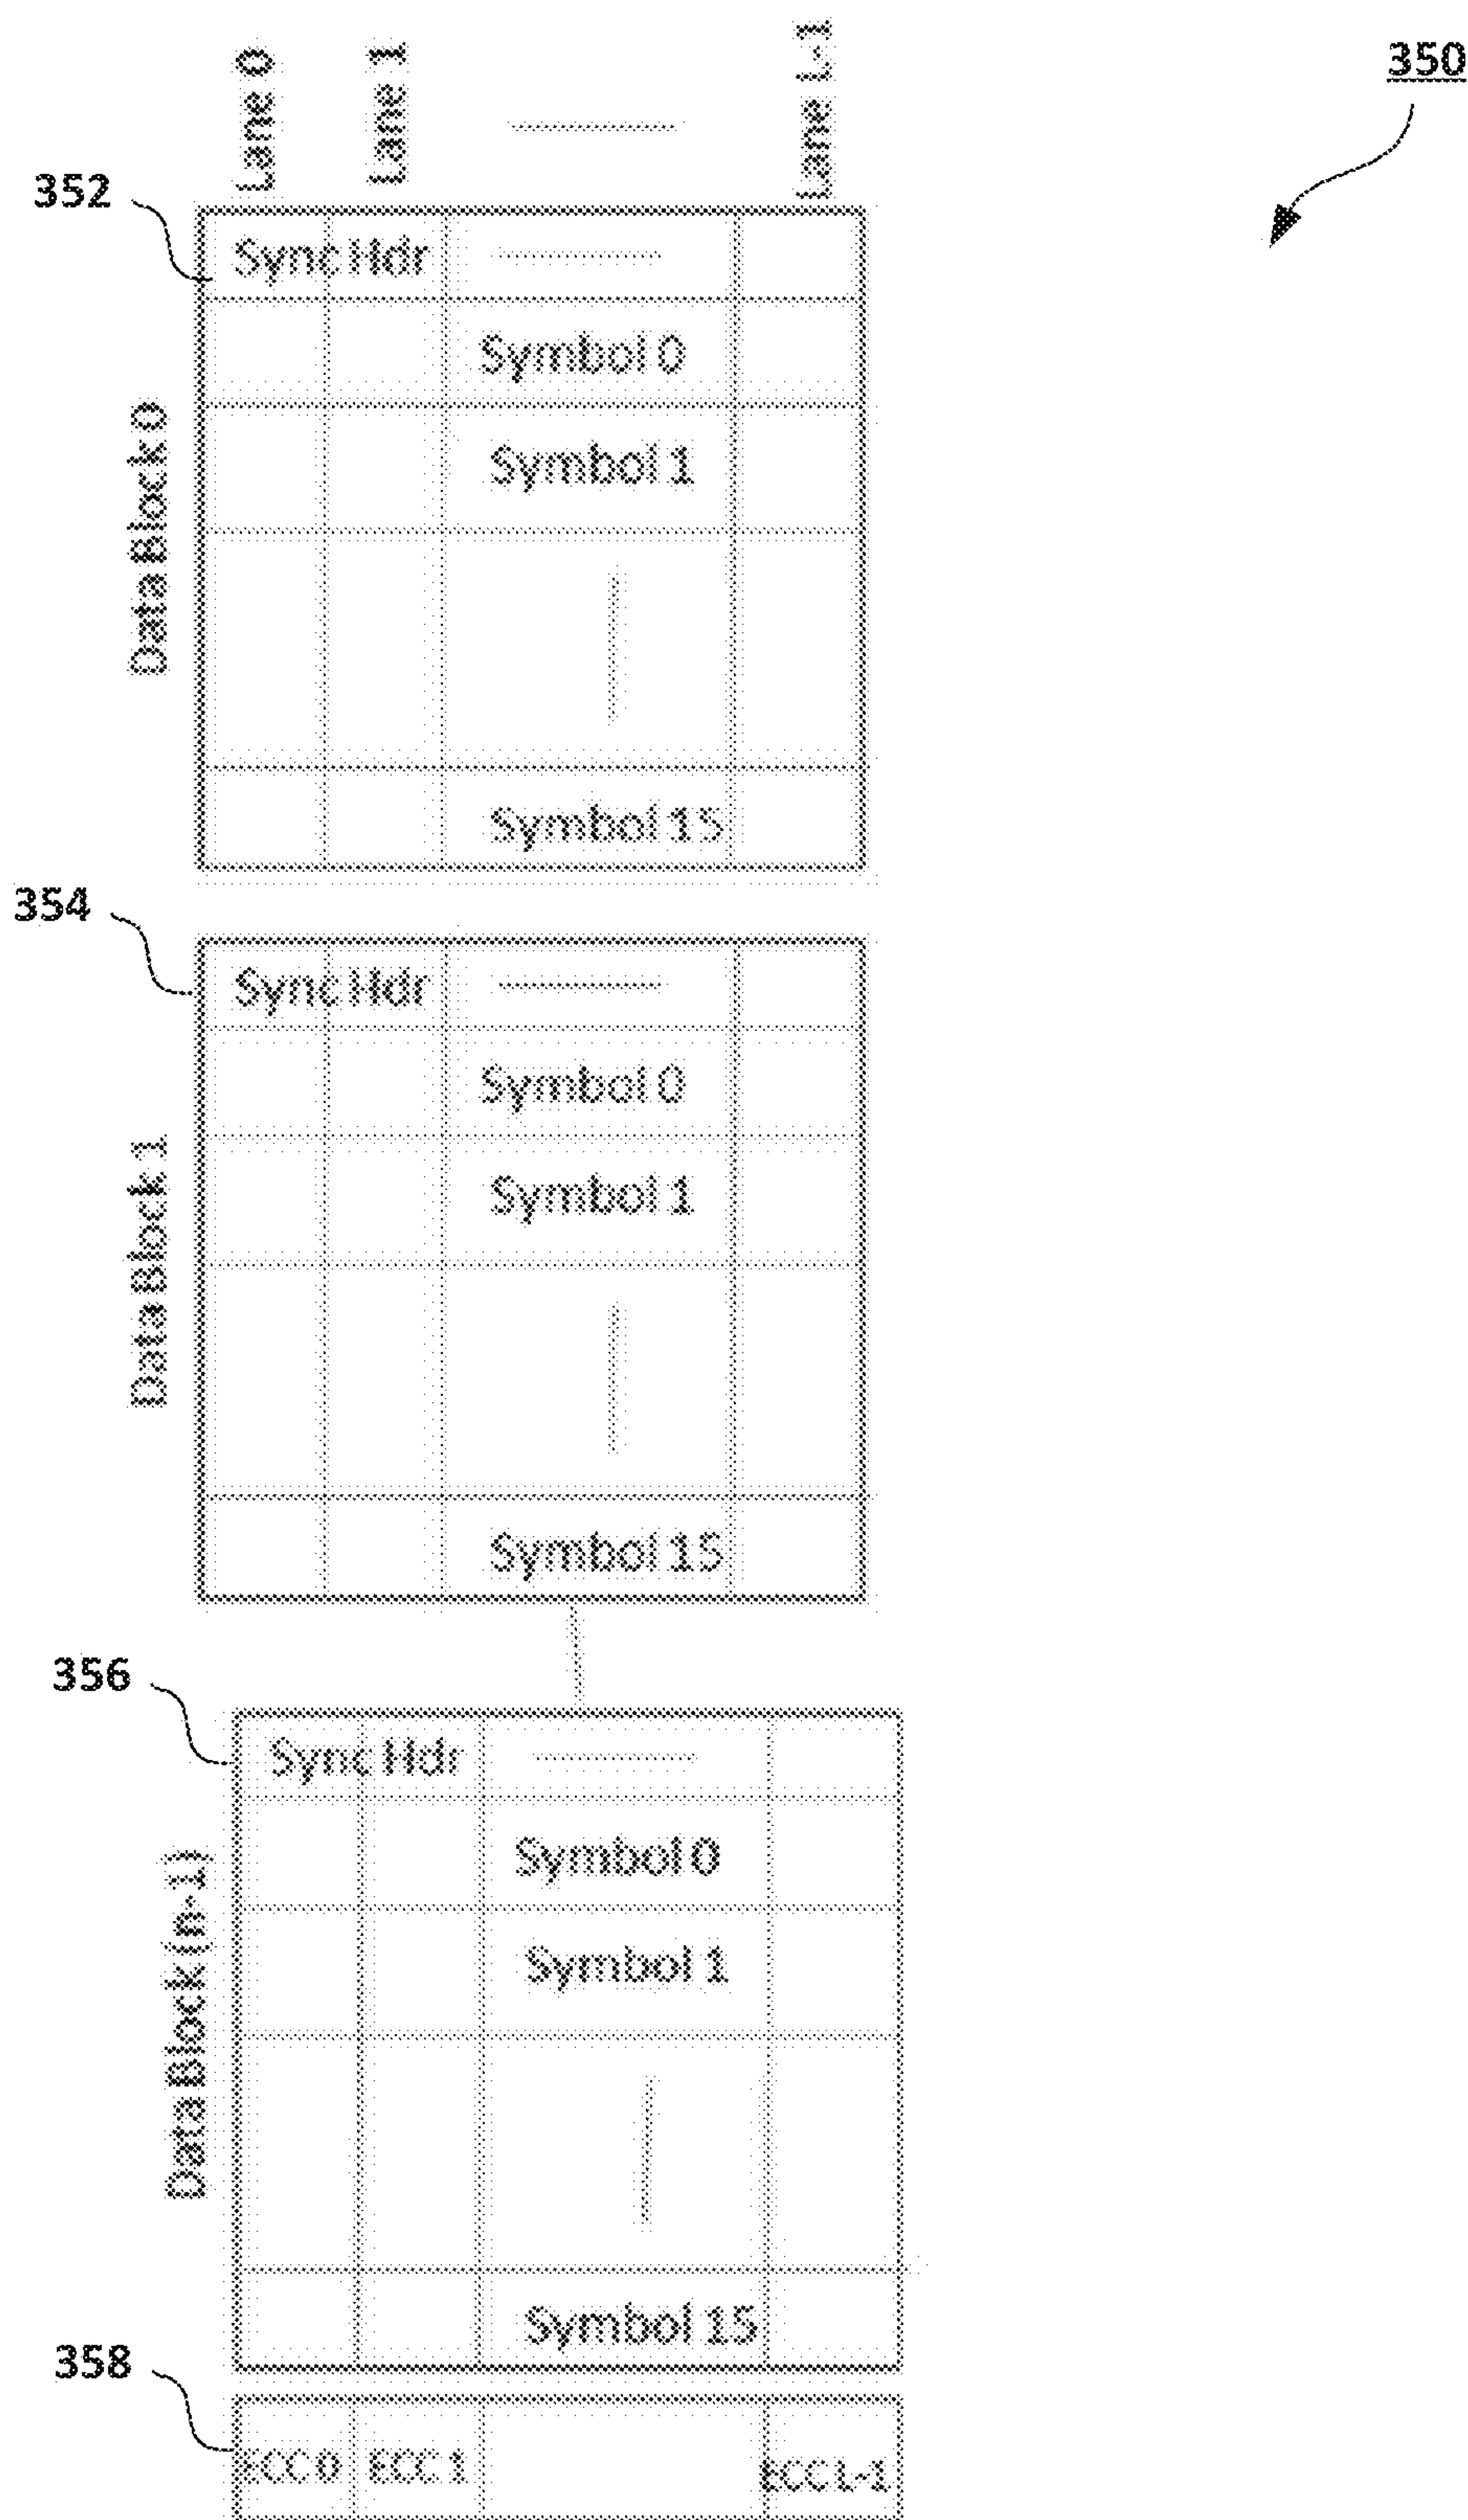 350
Lane 0
Lane 1
Lane L-1
352
Sync Hdr
Data Block 0
Symbol 0
Symbol 1
Symbol 15
354
Sync Hdr
Data Block 1
Symbol 0
Symbol 1
Symbol 15
356
Sync Hdr
Data Block (n-1)
Symbol 0
Symbol 1
Symbol 15
358
ECC 0
ECC 1
ECC L-1